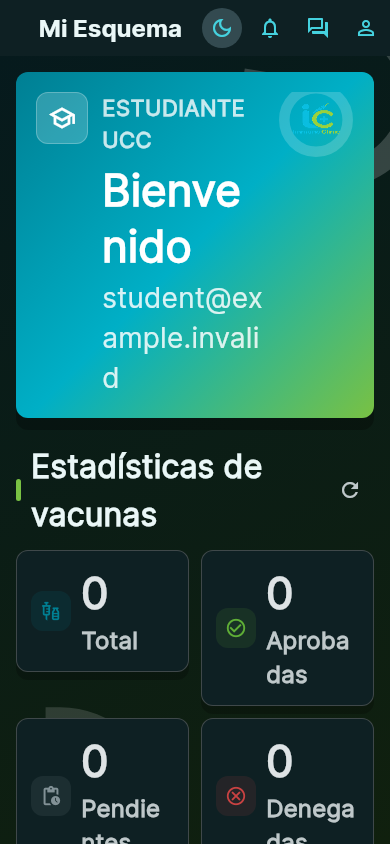 Mi Esquema
ESTUDIANTE
UCC
Bienve
nido
student@ex
ample.invali
d
Estadísticas de
vacunas
0
Total
0
Aproba
das
0
Pendie
ntes
0
Denega
das